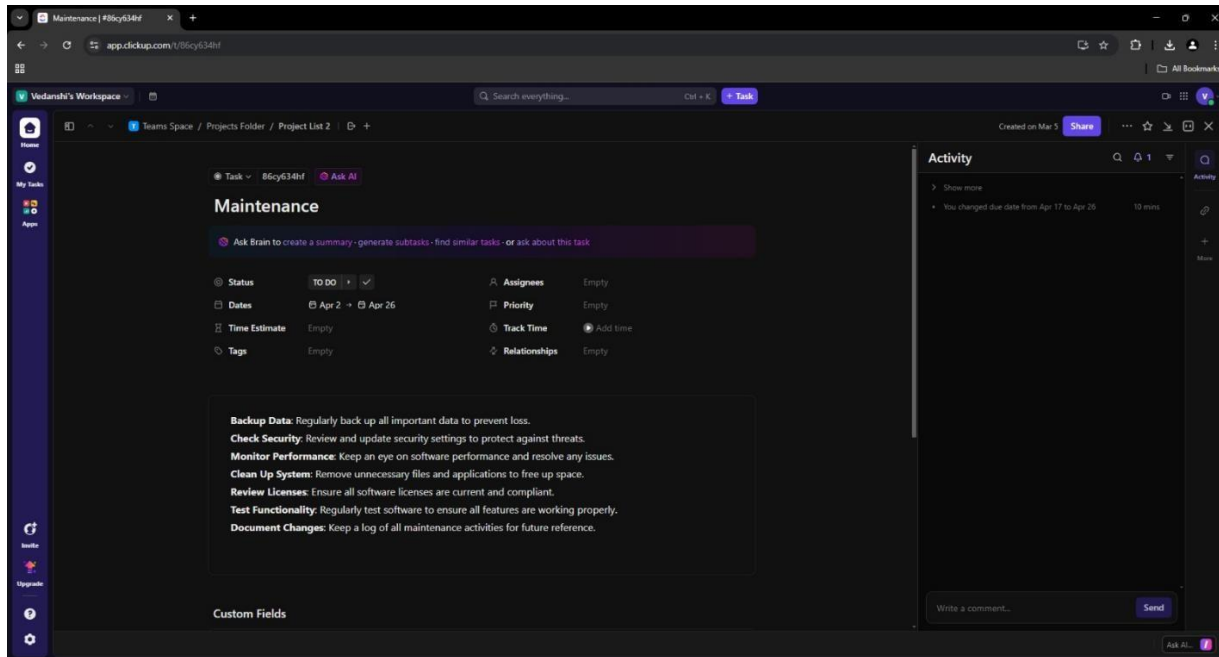 Maintenance | #86cy634hf
app.clickup.com/t/86cy634hf
All Bookmarks
V Vedanshi's Workspace
Search everything... Ctrl + K + Task
V
Home
My Tasks
Apps
Invite
Upgrade
T Teams Space / Projects Folder / Project List 2
Created on Mar 5 Share
Task 86cy634hf Ask AI
Maintenance
Ask Brain to create a summary · generate subtasks · find similar tasks · or ask about this task
Status TO DO Assignees Empty
Dates Apr 2 → Apr 26 Priority Empty
Time Estimate Empty Track Time Add time
Tags Empty Relationships Empty
Backup Data: Regularly back up all important data to prevent loss.
Check Security: Review and update security settings to protect against threats.
Monitor Performance: Keep an eye on software performance and resolve any issues.
Clean Up System: Remove unnecessary files and applications to free up space.
Review Licenses: Ensure all software licenses are current and compliant.
Test Functionality: Regularly test software to ensure all features are working properly.
Document Changes: Keep a log of all maintenance activities for future reference.
Custom Fields
Activity 1
Show more
You changed due date from Apr 17 to Apr 26 10 mins
Write a comment... Send
Activity
More
Ask AI...